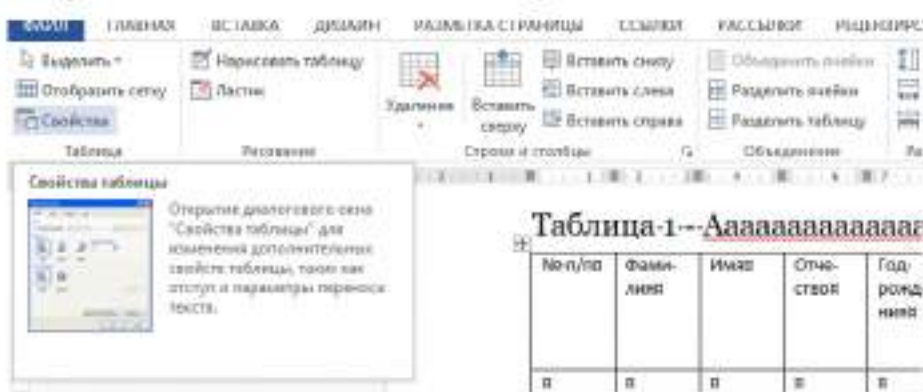 ФАЙЛ ГЛАВНАЯ ВСТАВКА ДИЗАЙН РАЗМЕТКА СТРАНИЦЫ ССЫЛКИ РАССЫЛКИ РЕЦЕНЗИРО
Выделить
Отобразить сетку
Свойства
Таблица
Нарисовать таблицу
Ластик
Рисование
Удаление
Вставить сверху
Вставить снизу
Вставить слева
Вставить справа
Строки и столбцы
Объединить ячейки
Разделить ячейки
Разделить таблицу
Объединение
Свойства таблицы
Открытие диалогового окна
"Свойства таблицы" для
изменения дополнительных
свойств таблицы, таких как
отступ и параметры переноса
текста.
Таблица·1·-·Аааааааааааааа
№·п/п¤ Фами- Имя¤ Отче- Год·
лия¤ ство¤ рожд
ния¤
¤ ¤ ¤ ¤ ¤